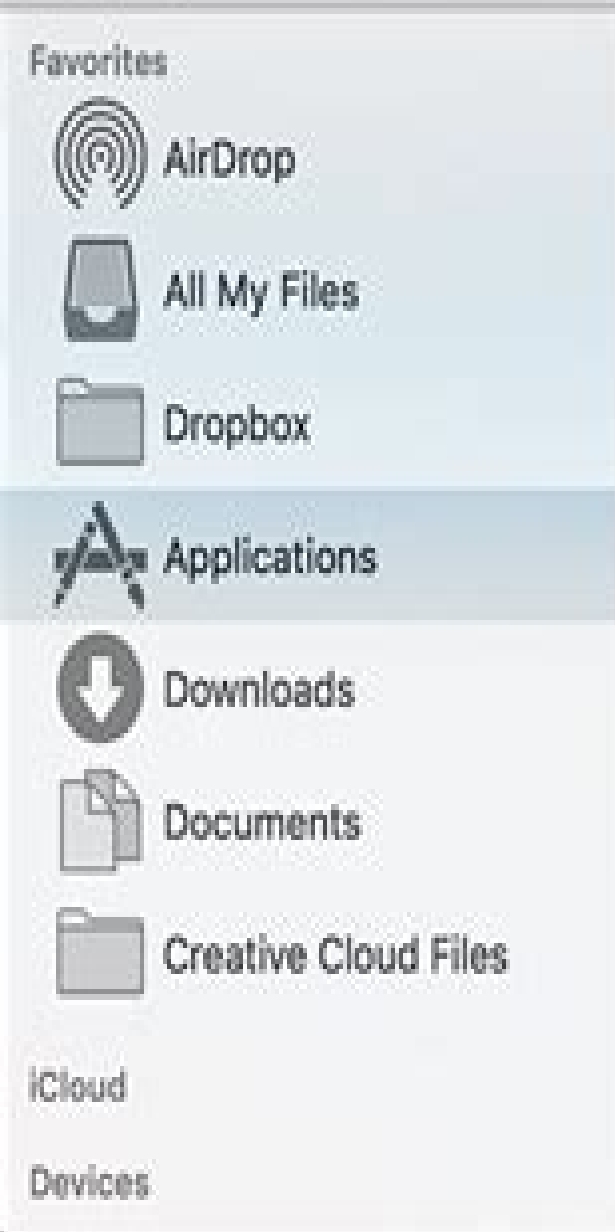 Favorites
AirDrop
All My Files
Dropbox
Applications
Downloads
Documents
Creative Cloud Files
iCloud
Devices